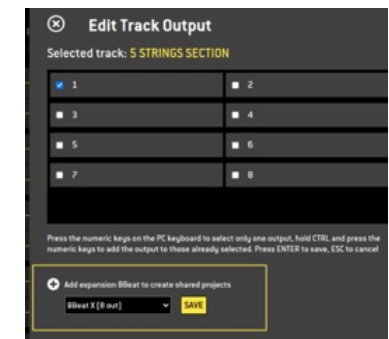 Edit Track Output
Selected track: 5 STRINGS SECTION
1 2
3 4
5 6
7 8
Press the numeric keys on the PC keyboard to select only one output, hold CTRL and press the
numeric keys to add the output to those already selected. Press ENTER to save, ESC to cancel
Add expansion BBeat to create shared projects
BBeat X [8 out] SAVE